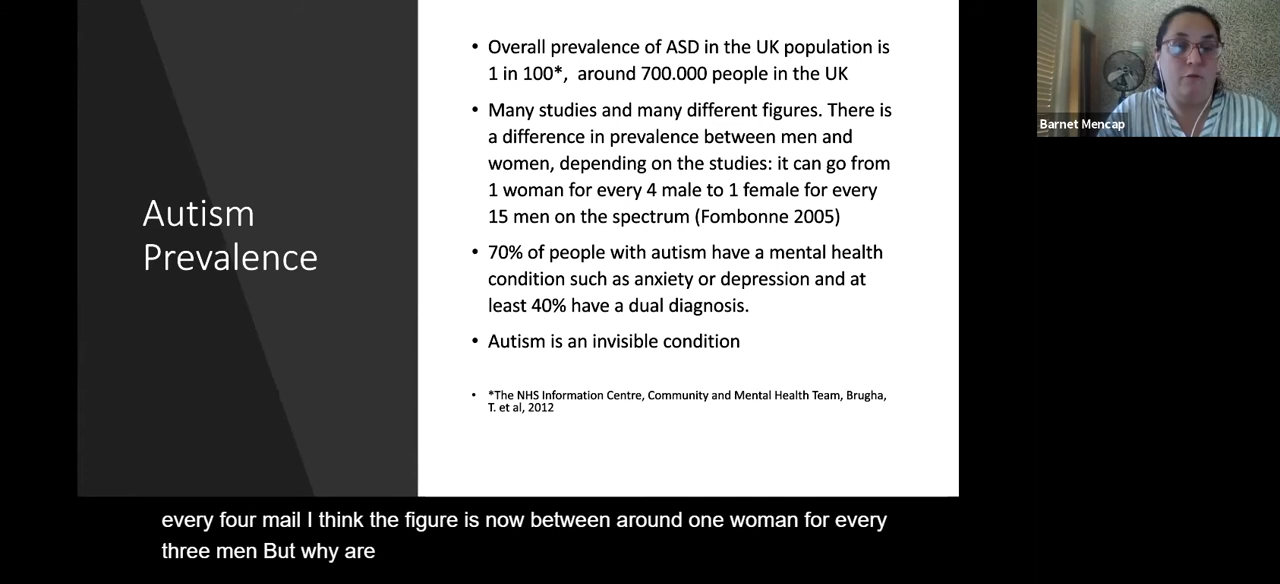 Autism
Prevalence
• Overall prevalence of ASD in the UK population is
1 in 100*, around 700.000 people in the UK
• Many studies and many different figures. There is
a difference in prevalence between men and
women, depending on the studies: it can go from
1 woman for every 4 male to 1 female for every
15 men on the spectrum (Fombonne 2005)
• 70% of people with autism have a mental health
condition such as anxiety or depression and at
least 40% have a dual diagnosis.
• Autism is an invisible condition
• *The NHS Information Centre, Community and Mental Health Team, Brugha,
T. et al, 2012
Barnet Mencap
every four mail I think the figure is now between around one woman for every
three men But why are